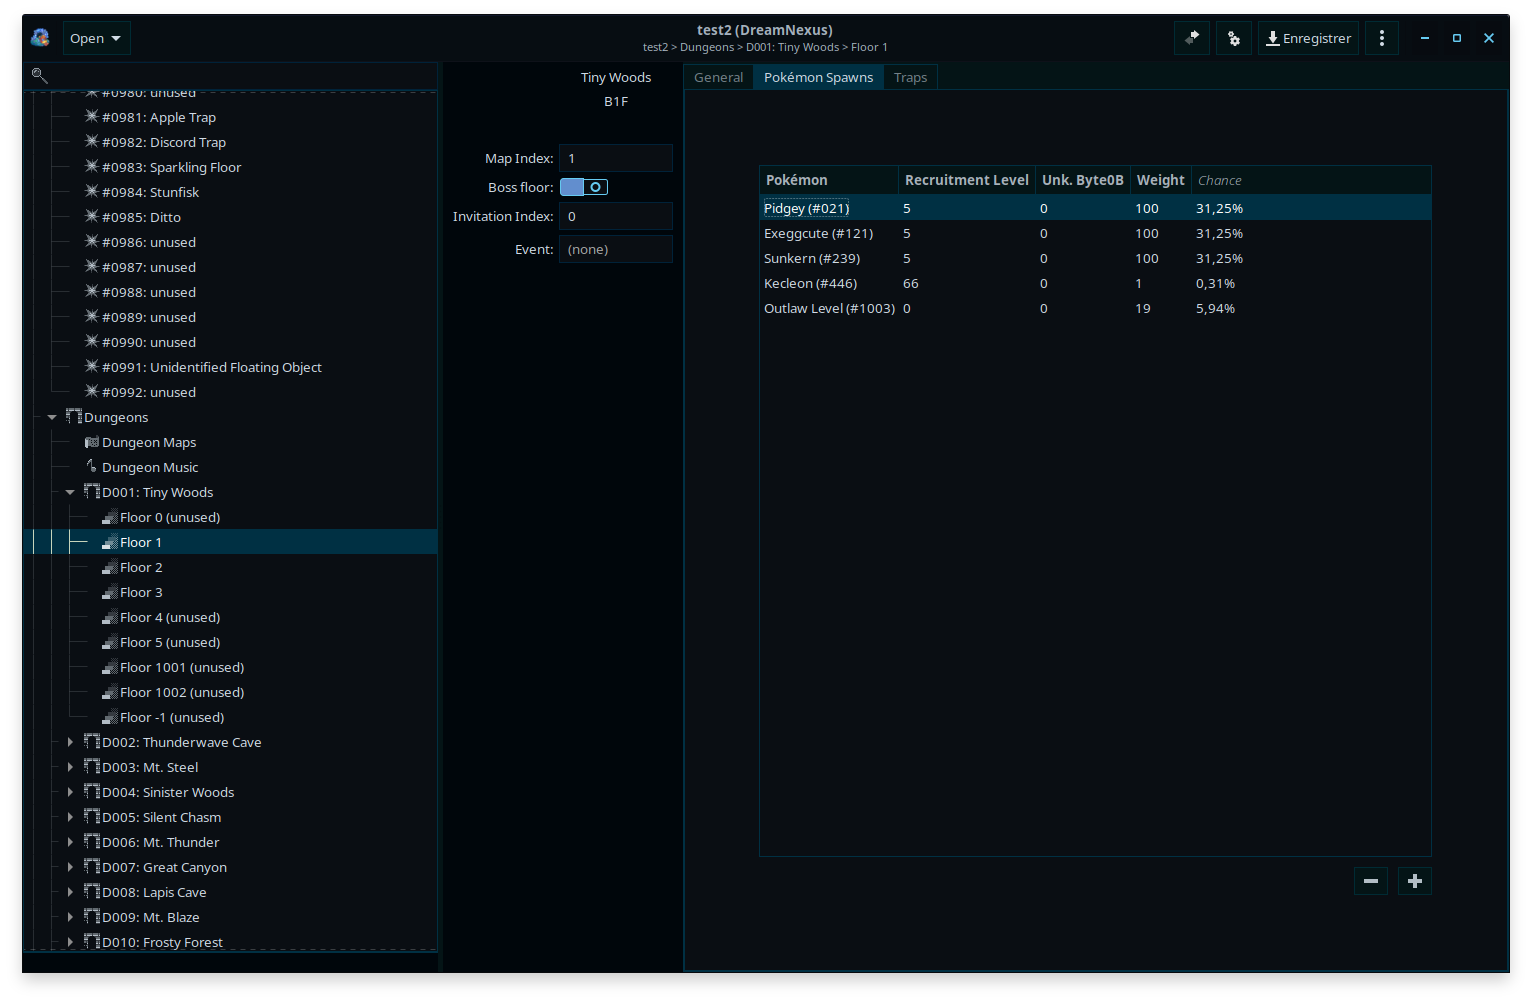 Open
test2 (DreamNexus)
test2 > Dungeons > D001: Tiny Woods > Floor 1
Enregistrer
#0980: unused
#0981: Apple Trap
#0982: Discord Trap
#0983: Sparkling Floor
#0984: Stunfisk
#0985: Ditto
#0986: unused
#0987: unused
#0988: unused
#0989: unused
#0990: unused
#0991: Unidentified Floating Object
#0992: unused
Dungeons
Dungeon Maps
Dungeon Music
D001: Tiny Woods
Floor 0 (unused)
Floor 1
Floor 2
Floor 3
Floor 4 (unused)
Floor 5 (unused)
Floor 1001 (unused)
Floor 1002 (unused)
Floor -1 (unused)
D002: Thunderwave Cave
D003: Mt. Steel
D004: Sinister Woods
D005: Silent Chasm
D006: Mt. Thunder
D007: Great Canyon
D008: Lapis Cave
D009: Mt. Blaze
D010: Frosty Forest
Tiny Woods
B1F
Map Index: 1
Boss floor:
Invitation Index: 0
Event: (none)
General Pokémon Spawns Traps
Pokémon Recruitment Level Unk. Byte0B Weight Chance
Pidgey (#021) 5 0 100 31,25%
Exeggcute (#121) 5 0 100 31,25%
Sunkern (#239) 5 0 100 31,25%
Kecleon (#446) 66 0 1 0,31%
Outlaw Level (#1003) 0 0 19 5,94%